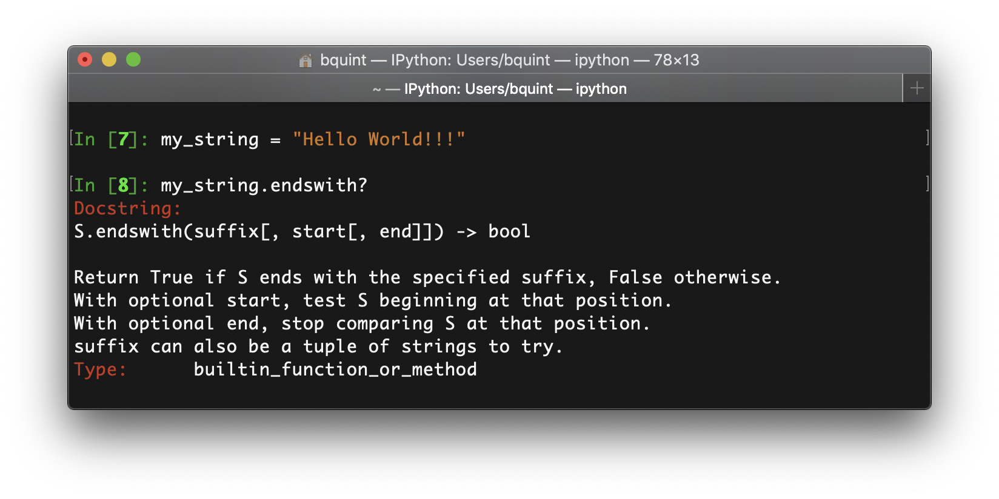 bquint — IPython: Users/bquint — ipython — 78×13
~ — IPython: Users/bquint — ipython
In [7]: my_string = "Hello World!!!"
In [8]: my_string.endswith?
Docstring:
S.endswith(suffix[, start[, end]]) -> bool
Return True if S ends with the specified suffix, False otherwise.
With optional start, test S beginning at that position.
With optional end, stop comparing S at that position.
suffix can also be a tuple of strings to try.
Type:      builtin_function_or_method